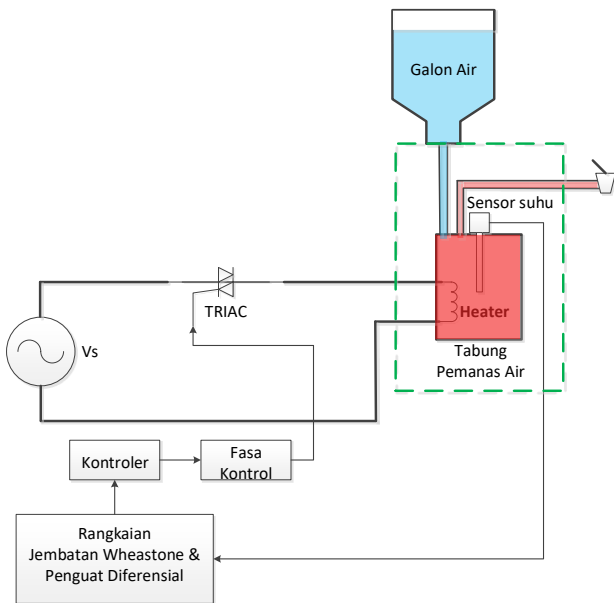 Galon Air
Sensor suhu
TRIAC
Heater
Vs
Tabung
Pemanas Air
Kontroler
Fasa
Kontrol
Rangkaian
Jembatan Wheastone &
Penguat Diferensial